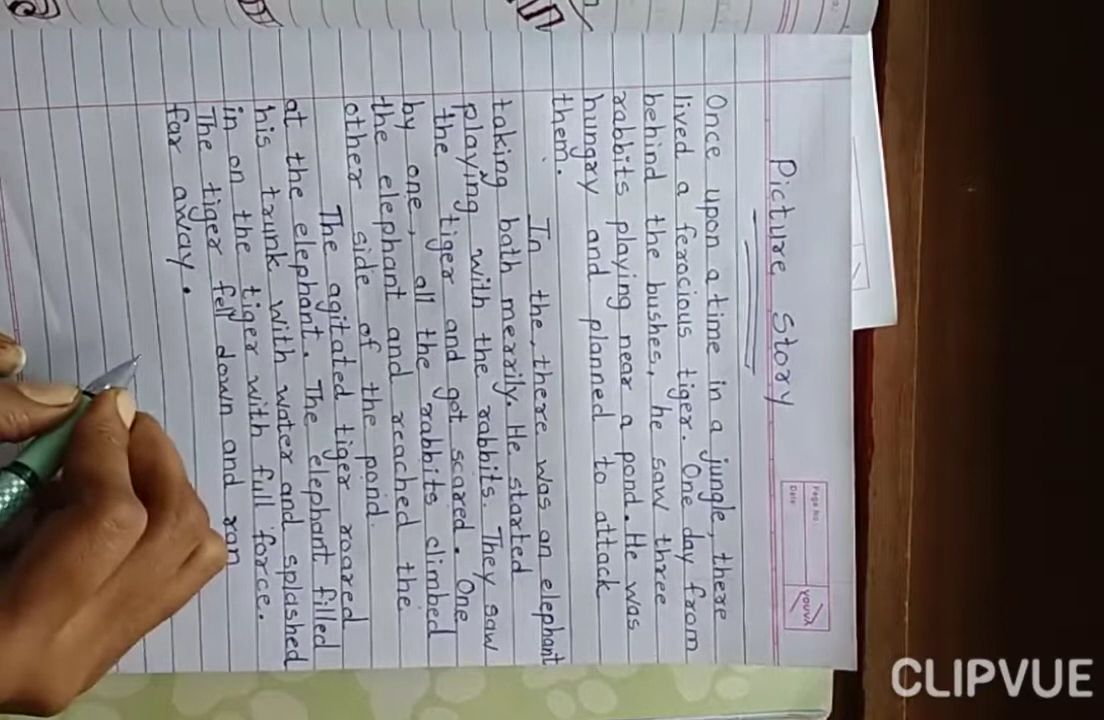 Page No:
Date:
YOUVA
Picture Story
Once upon a time in a jungle, there
lived a ferocious tiger. One day from
behind the bushes, he saw three
rabbits playing near a pond. He was
hungry and planned to attack
them.
In the, there was an elephant
taking bath merrily. He started
playing with the rabbits. They saw
the tiger and got scared. One
by one, all the rabbits climbed
the elephant and reached the
other side of the pond.
The agitated tiger roared
at the elephant. The elephant filled
his trunk with water and splashed
in on the tiger with full force.
The tiger fell down and ran
far away.
CLIPVUE